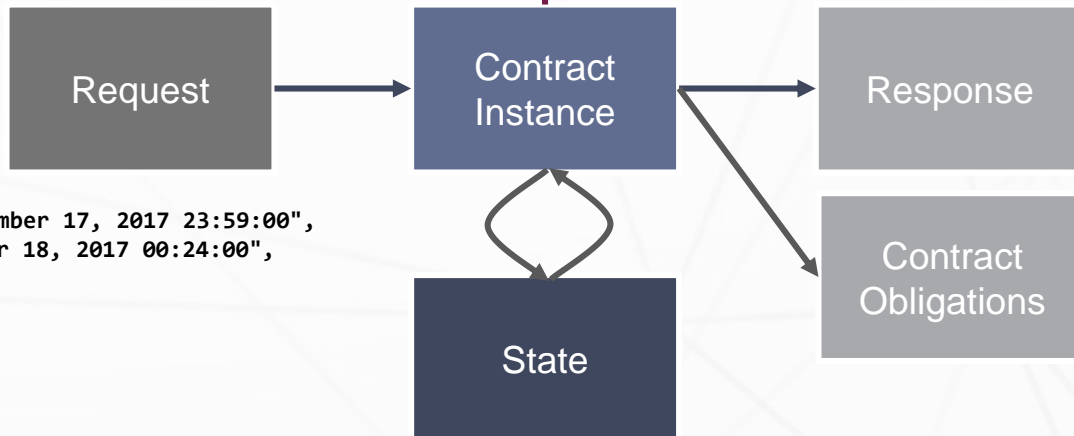 Request
Contract
Instance
Response
mber 17, 2017 23:59:00",
r 18, 2017 00:24:00",
Contract
Obligations
State